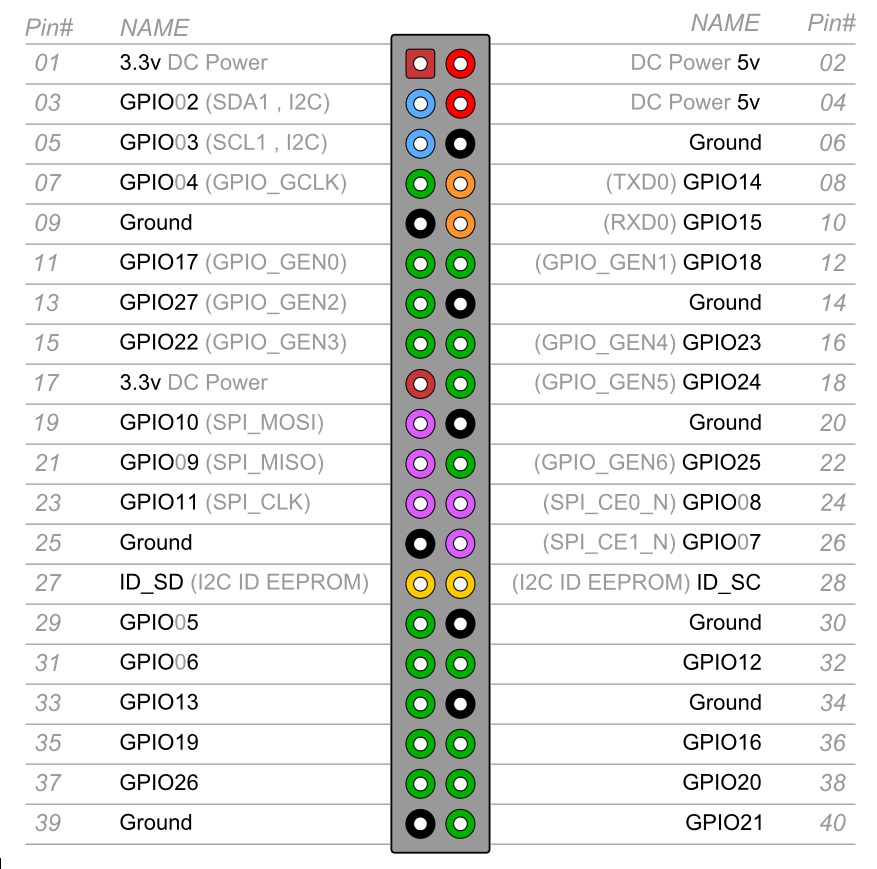 Pin# NAME NAME Pin#
01 3.3v DC Power DC Power 5v 02
03 GPIO02 (SDA1 , I2C) DC Power 5v 04
05 GPIO03 (SCL1 , I2C) Ground 06
07 GPIO04 (GPIO_GCLK) (TXD0) GPIO14 08
09 Ground (RXD0) GPIO15 10
11 GPIO17 (GPIO_GEN0) (GPIO_GEN1) GPIO18 12
13 GPIO27 (GPIO_GEN2) Ground 14
15 GPIO22 (GPIO_GEN3) (GPIO_GEN4) GPIO23 16
17 3.3v DC Power (GPIO_GEN5) GPIO24 18
19 GPIO10 (SPI_MOSI) Ground 20
21 GPIO09 (SPI_MISO) (GPIO_GEN6) GPIO25 22
23 GPIO11 (SPI_CLK) (SPI_CE0_N) GPIO08 24
25 Ground (SPI_CE1_N) GPIO07 26
27 ID_SD (I2C ID EEPROM) (I2C ID EEPROM) ID_SC 28
29 GPIO05 Ground 30
31 GPIO06 GPIO12 32
33 GPIO13 Ground 34
35 GPIO19 GPIO16 36
37 GPIO26 GPIO20 38
39 Ground GPIO21 40